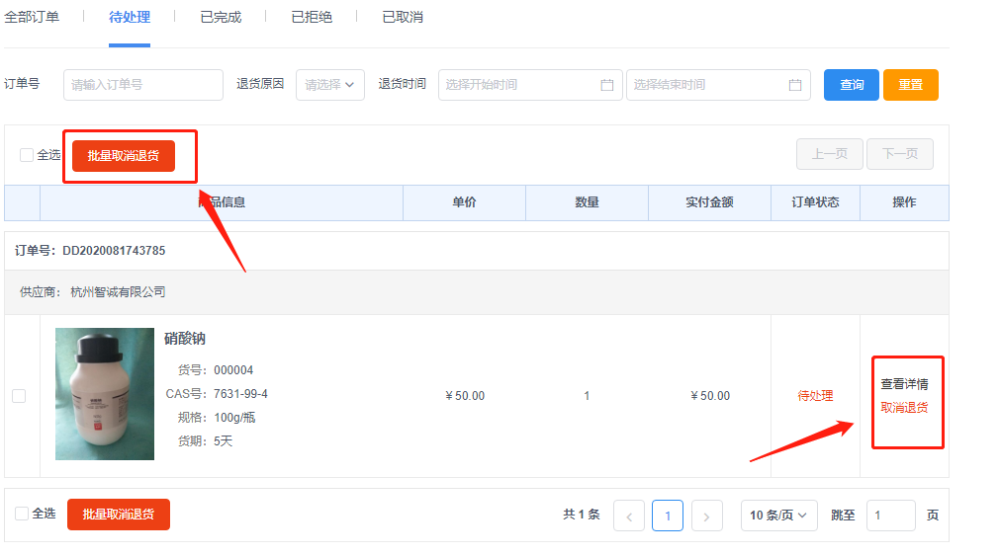 全部订单 待处理 已完成 已拒绝 已取消
订单号 请输入订单号 退货原因 请选择 退货时间 选择开始时间 选择结束时间 查询 重置
全选 批量取消退货 上一页 下一页
品信息 单价 数量 实付金额 订单状态 操作
订单号：DD2020081743785
供应商： 杭州智诚有限公司
硝酸钠
货号：000004
CAS号：7631-99-4
规格：100g/瓶
货期：5天
￥50.00 1 ￥50.00 待处理
查看详情
取消退货
全选 批量取消退货 共 1 条 1 10 条/页 跳至 1 页